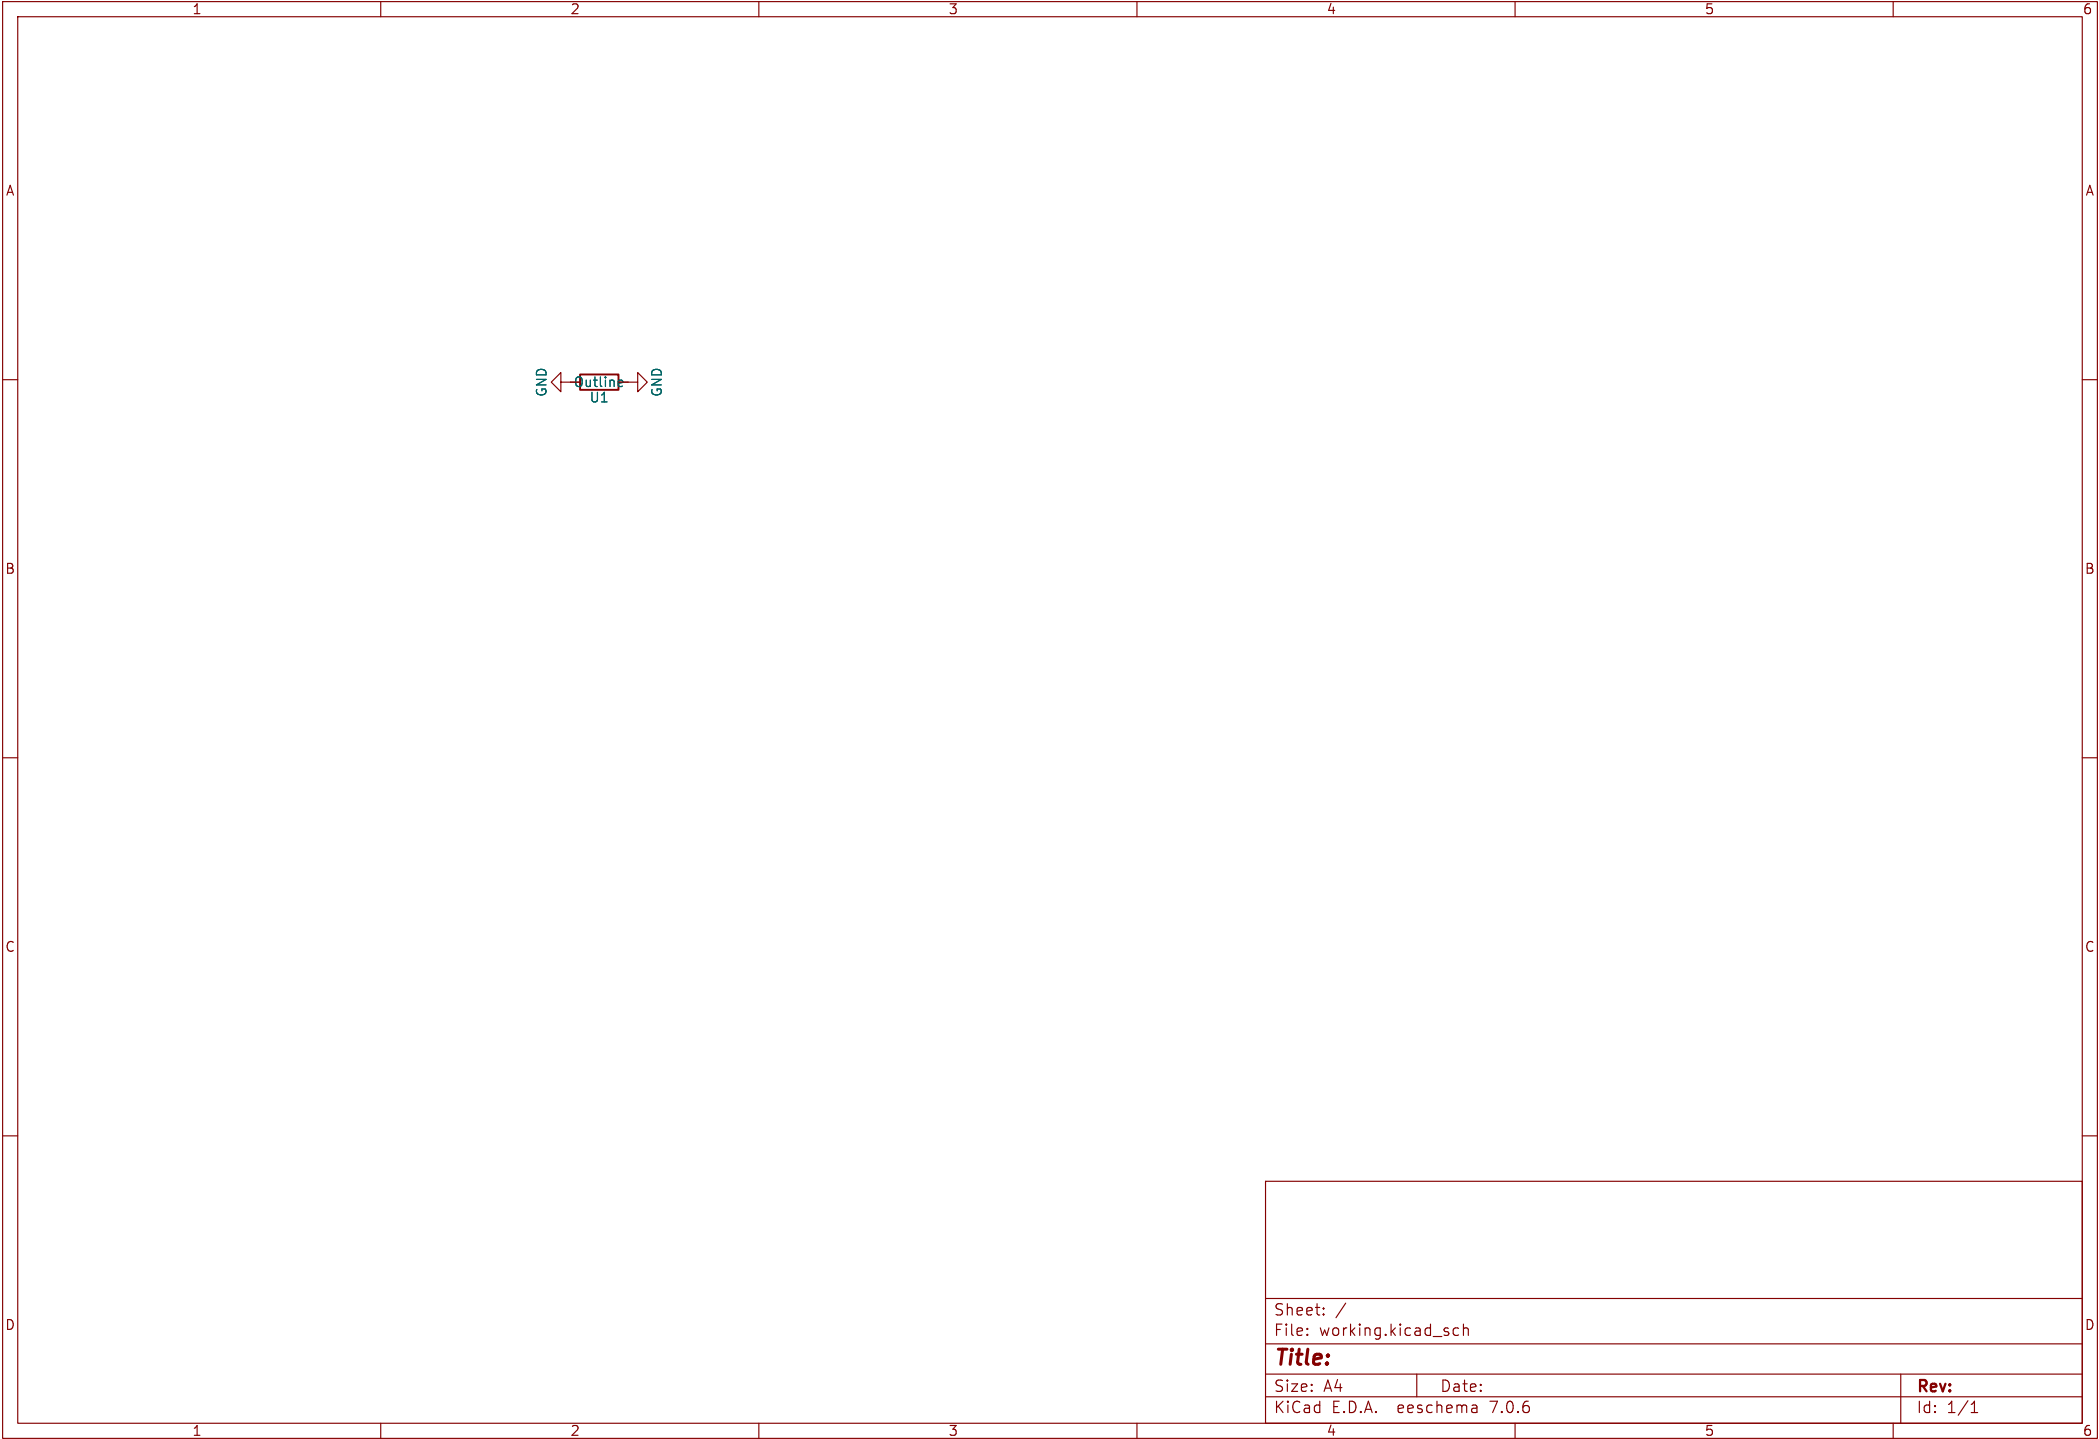 1 2 3 4 5 6
A A
GND Outline GND
U1
B B
C C
Sheet: /
File: working.kicad_sch
D D
Title:
Size: A4 Date: Rev:
KiCad E.D.A. eeschema 7.0.6 Id: 1/1
1 2 3 4 5 6